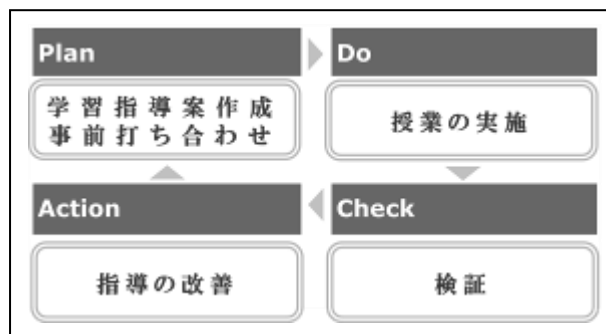 Plan
学習指導案作成
事前打ち合わせ
Do
授業の実施
Action
指導の改善
Check
検証